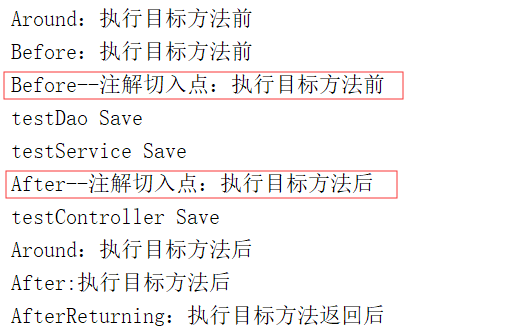 Around：执行目标方法前
Before：执行目标方法前
Before--注解切入点：执行目标方法前
testDao Save
testService Save
After--注解切入点：执行目标方法后
testController Save
Around：执行目标方法后
After:执行目标方法后
AfterReturning：执行目标方法返回后